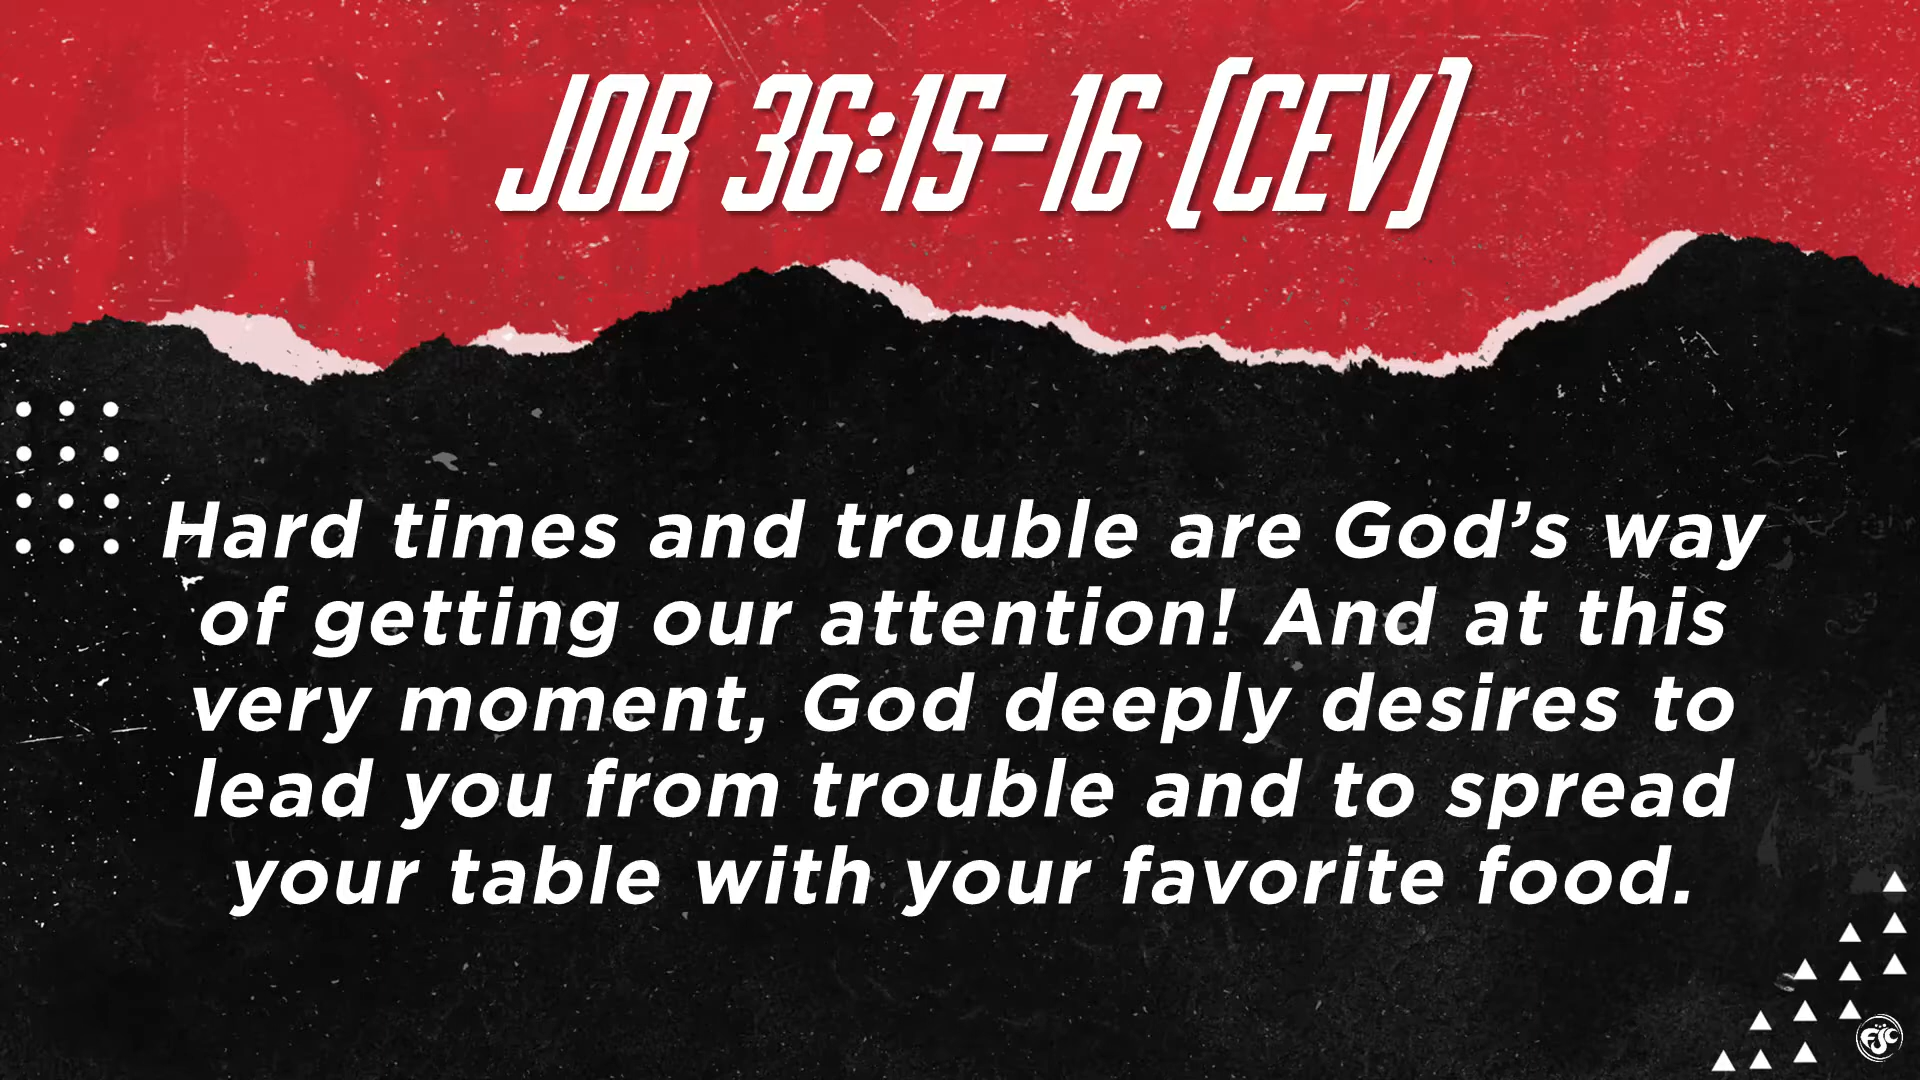 JOB 36:15-16 (CEV)
Hard times and trouble are God’s way
of getting our attention! And at this
very moment, God deeply desires to
lead you from trouble and to spread
your table with your favorite food.
FJC